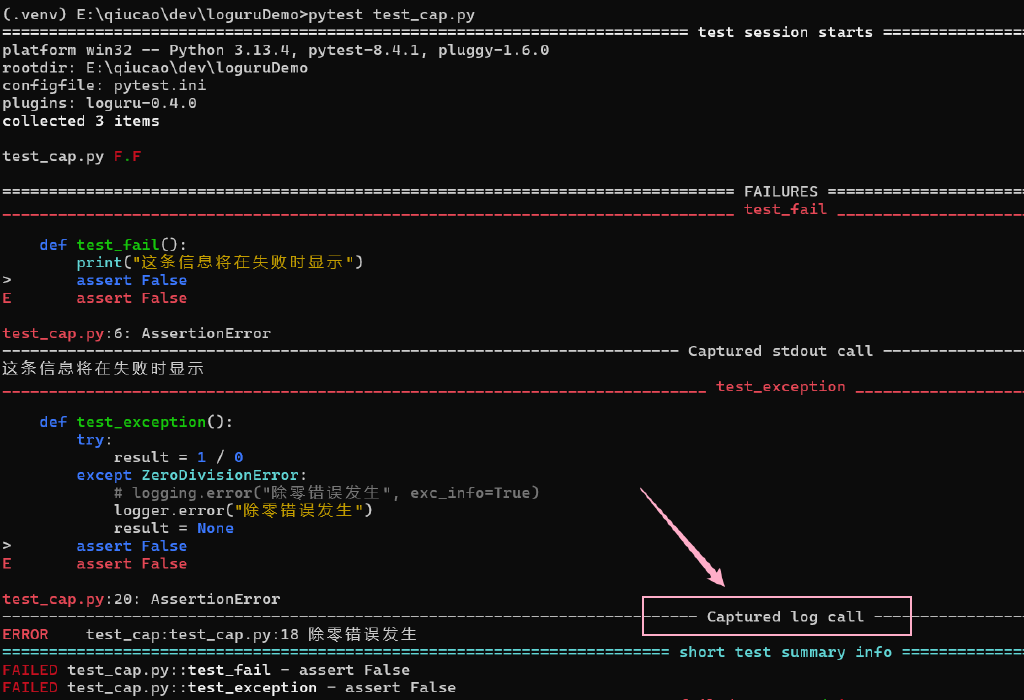 (.venv) E:\qiucao\dev\loguruDemo>pytest test_cap.py
========================================================================== test session starts ===============
platform win32 -- Python 3.13.4, pytest-8.4.1, pluggy-1.6.0
rootdir: E:\qiucao\dev\loguruDemo
configfile: pytest.ini
plugins: loguru-0.4.0
collected 3 items
test_cap.py F.F
=============================================================================== FAILURES =====================
_______________________________________________________________________________ test_fail ____________________
    def test_fail():
        print("这条信息将在失败时显示")
>       assert False
E       assert False
test_cap.py:6: AssertionError
------------------------------------------------------------------------- Captured stdout call ---------------
这条信息将在失败时显示
____________________________________________________________________________ test_exception __________________
    def test_exception():
        try:
            result = 1 / 0
        except ZeroDivisionError:
            # logging.error("除零错误发生", exc_info=True)
            logger.error("除零错误发生")
            result = None
>       assert False
E       assert False
test_cap.py:20: AssertionError
--------------------------------------------------------------------------- Captured log call ----------------
ERROR    test_cap:test_cap.py:18 除零错误发生
======================================================================== short test summary info =============
FAILED test_cap.py::test_fail - assert False
FAILED test_cap.py::test_exception - assert False